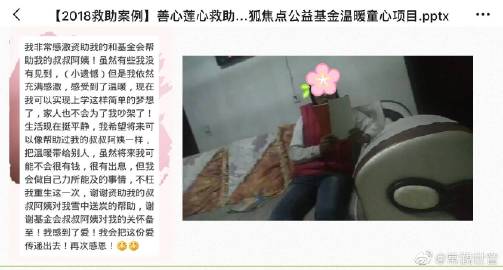 【2018救助案例】善心莲心救助...狐焦点公益基金温暖童心项目.pptx
我非常感激资助我的和基金会帮
助我的叔叔阿姨！虽然有些我没
有见到，（小遗憾）但是我依然
充满感激，感受到了温暖，现在
我可以实现上学这样简单的梦想
了，家人也不会为了我吵架了！
生活现在挺平静，我希望将来可
以像帮助过我的叔叔阿姨一样，
把温暖带给别人，虽然将来我可
能不会很有钱，很有出息，但我
会做自己力所能及的事情，不枉
我重生这一次，谢谢资助我的叔
叔阿姨对我雪中送炭的帮助，谢
谢基金会叔叔阿姨对我的关怀备
至！我感到了爱！我会把这份爱
传递出去！再次感恩！